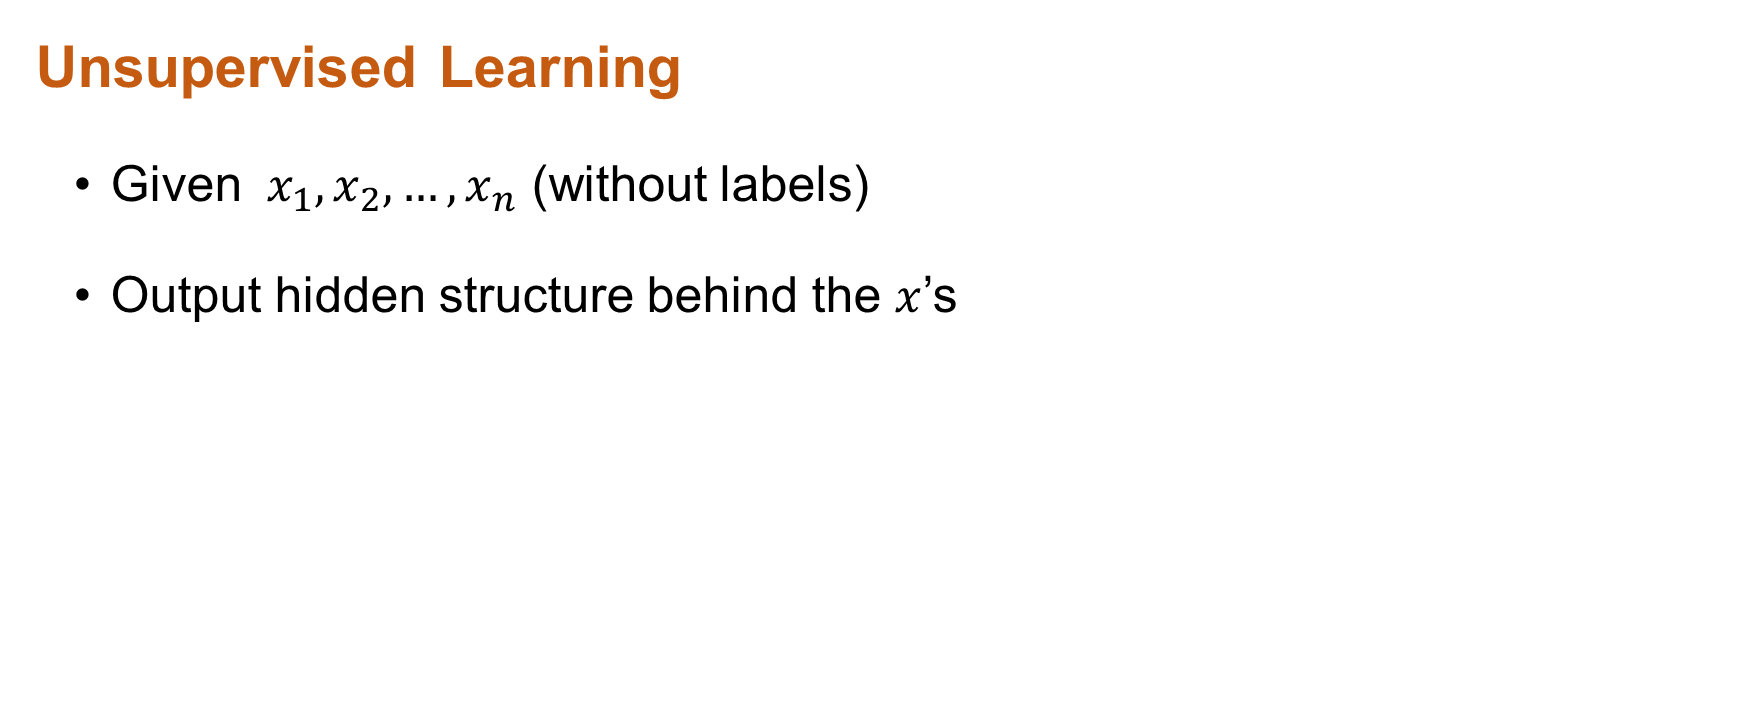 Unsupervised Learning
• Given x₁, x₂, … , xₙ (without labels)
• Output hidden structure behind the x’s